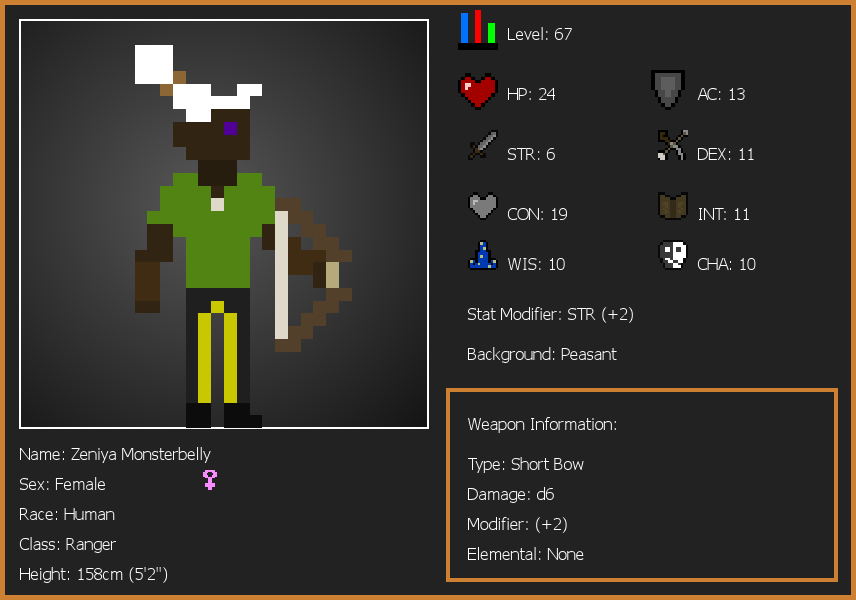 Level: 67
HP: 24
AC: 13
STR: 6
DEX: 11
CON: 19
INT: 11
WIS: 10
CHA: 10
Stat Modifier: STR (+2)
Background: Peasant
Weapon Information:
Type: Short Bow
Damage: d6
Modifier: (+2)
Elemental: None
Name: Zeniya Monsterbelly
Sex: Female
Race: Human
Class: Ranger
Height: 158cm (5'2")